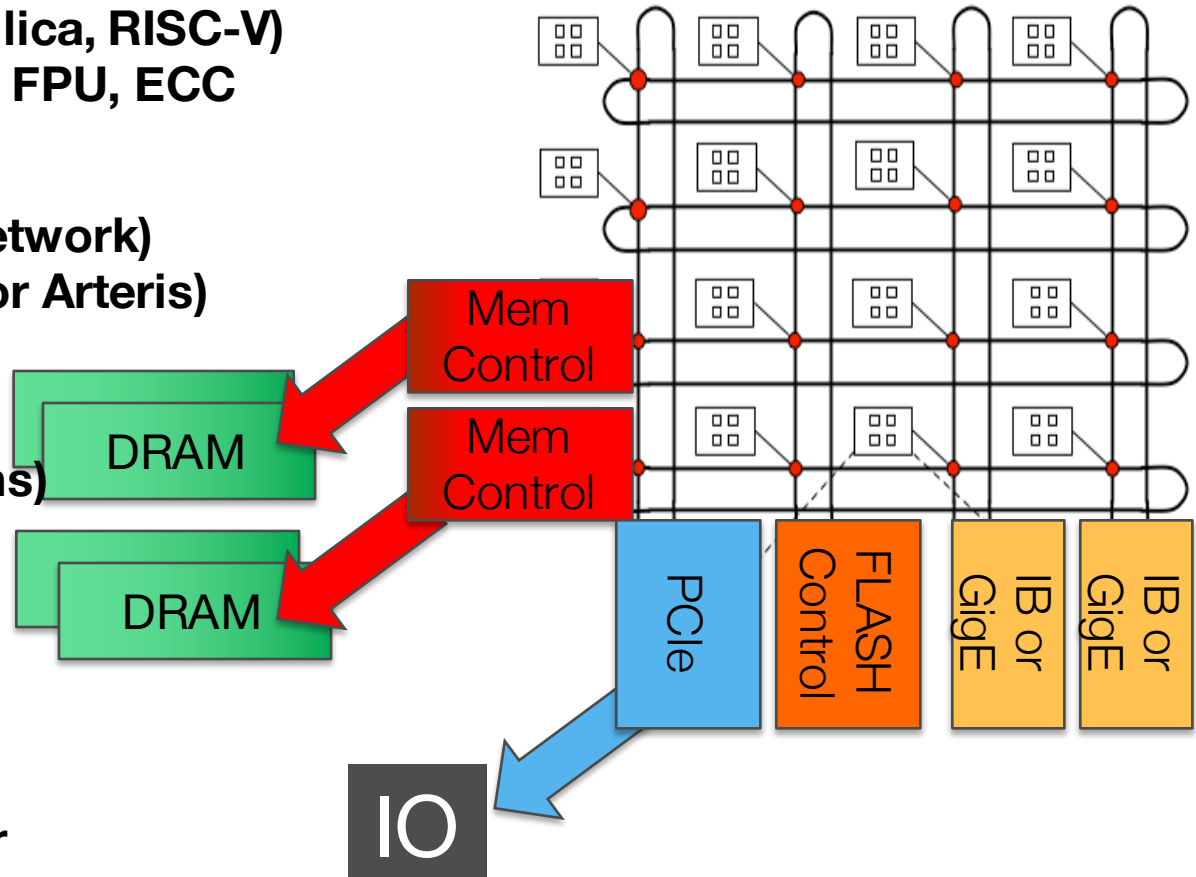 lica, RISC-V)
FPU, ECC
etwork)
or Arteris)
Mem
Control
Mem
Control
DRAM
ns)
DRAM
PCIe
FLASH
Control
IB or
GigE
IB or
GigE
IO
r